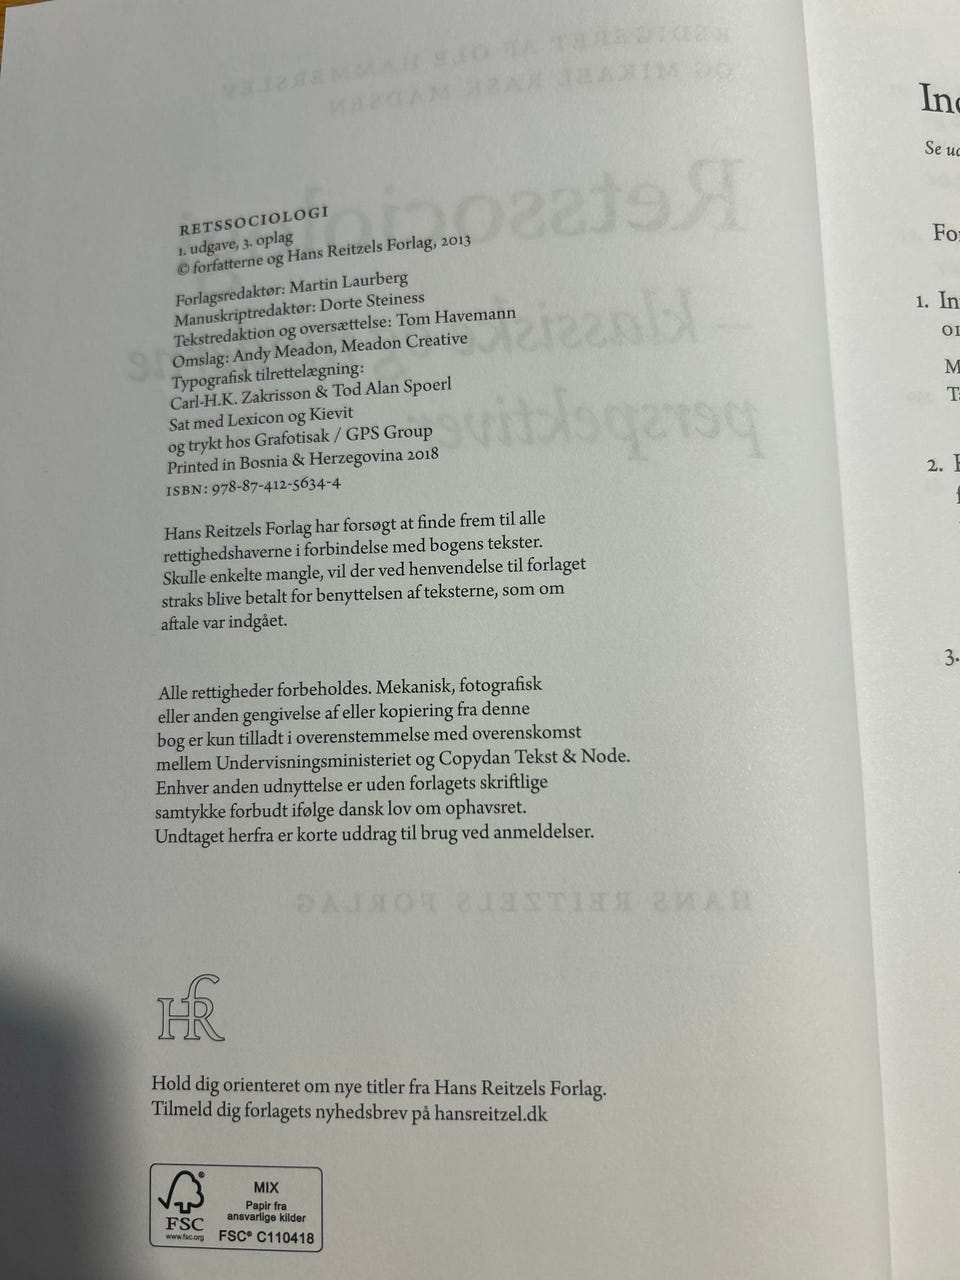 RETSSOCIOLOGI
1. udgave, 3. oplag
© forfatterne og Hans Reitzels Forlag, 2013
Forlagsredaktør: Martin Laurberg
Manuskriptredaktør: Dorte Steiness
Tekstredaktion og oversættelse: Tom Havemann
Omslag: Andy Meadon, Meadon Creative
Typografisk tilrettelægning:
Carl-H.K. Zakrisson & Tod Alan Spoerl
Sat med Lexicon og Kievit
og trykt hos Grafotisak / GPS Group
Printed in Bosnia & Herzegovina 2018
ISBN: 978-87-412-5634-4
Hans Reitzels Forlag har forsøgt at finde frem til alle
rettighedshaverne i forbindelse med bogens tekster.
Skulle enkelte mangle, vil der ved henvendelse til forlaget
straks blive betalt for benyttelsen af teksterne, som om
aftale var indgået.
Alle rettigheder forbeholdes. Mekanisk, fotografisk
eller anden gengivelse af eller kopiering fra denne
bog er kun tilladt i overenstemmelse med overenskomst
mellem Undervisningsministeriet og Copydan Tekst & Node.
Enhver anden udnyttelse er uden forlagets skriftlige
samtykke forbudt ifølge dansk lov om ophavsret.
Undtaget herfra er korte uddrag til brug ved anmeldelser.
HfR
Hold dig orienteret om nye titler fra Hans Reitzels Forlag.
Tilmeld dig forlagets nyhedsbrev på hansreitzel.dk
FSC®
www.fsc.org
MIX
Papir fra
ansvarlige kilder
FSC® C110418
Se
1.
2.
3.